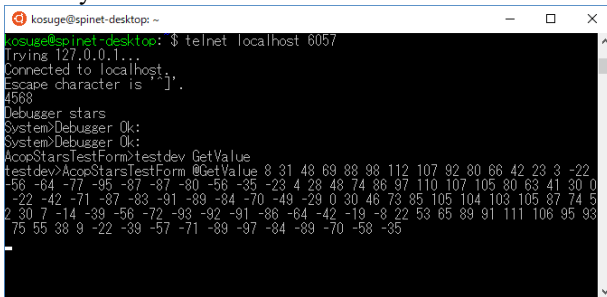 kosuge@spinet-desktop: ~
kosuge@spinet-desktop:~$ telnet localhost 6057
Trying 127.0.0.1...
Connected to localhost.
Escape character is '^]'.
4568
Debugger stars
System>Debugger Ok:
System>Debugger Ok:
AcopStarsTestForm>testdev GetValue
testdev>AcopStarsTestForm @GetValue 8 31 48 69 88 98 112 107 92 80 66 42 23 3 -22
-56 -64 -77 -95 -87 -87 -80 -56 -35 -23 4 28 48 74 86 97 110 107 105 80 63 41 30 0
-22 -42 -71 -87 -83 -91 -89 -84 -70 -49 -29 0 30 46 73 85 105 104 103 105 87 74 5
2 30 7 -14 -39 -56 -72 -93 -92 -91 -86 -64 -42 -19 -8 22 53 65 89 91 111 106 95 93
75 55 38 9 -22 -39 -57 -71 -89 -97 -84 -89 -70 -58 -35